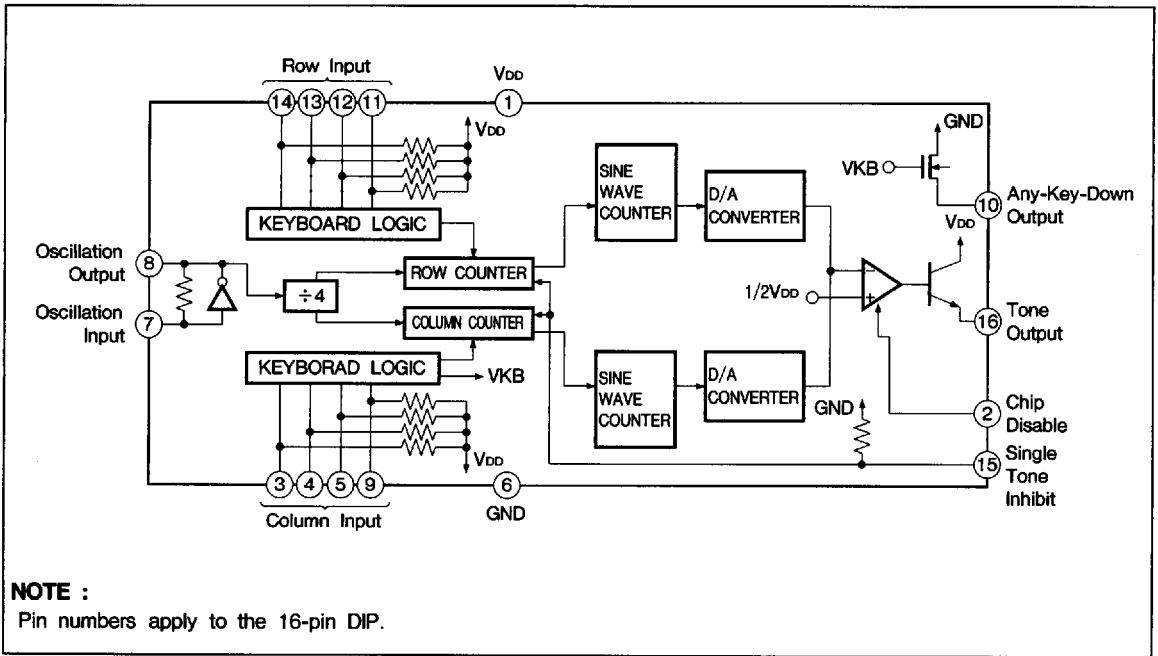 Row Input
VDD
14 13 12 11
1
VDD
GND
VKB
KEYBOARD LOGIC
SINE WAVE COUNTER
D/A CONVERTER
10 Any-Key-Down Output
VDD
Oscillation Output 8
÷4
ROW COUNTER
1/2VDD
−
+
Oscillation Input 7
COLUMN COUNTER
16 Tone Output
KEYBORAD LOGIC
VKB
SINE WAVE COUNTER
D/A CONVERTER
GND
2 Chip Disable
VDD
15 Single Tone Inhibit
3 4 5 9
6
Column Input
GND
NOTE :
Pin numbers apply to the 16-pin DIP.